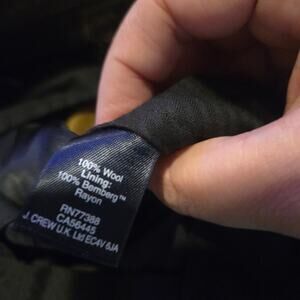 100% Wool
Lining:
100% Bemberg™
Rayon
RN77388
CA56445
J. CREW U.K. Ltd EC4V 6JA